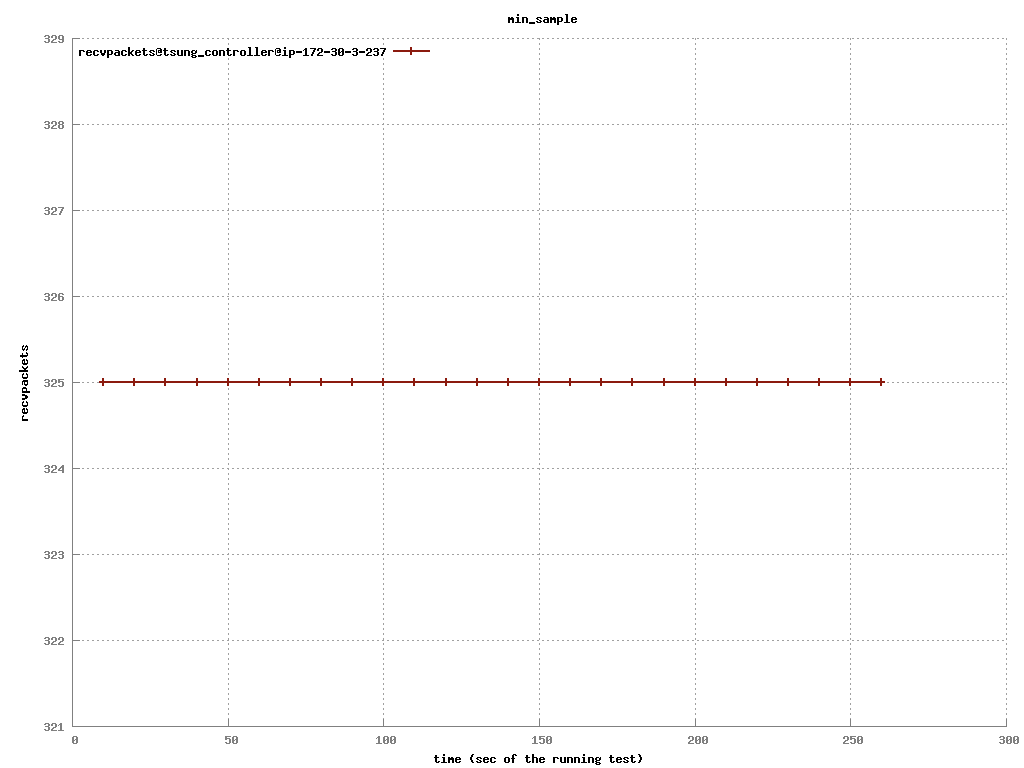 min_sample
recvpackets@tsung_controller@ip-172-30-3-237
329
328
327
326
325
324
323
322
321
recvpackets
0 50 100 150 200 250 300
time (sec of the running test)